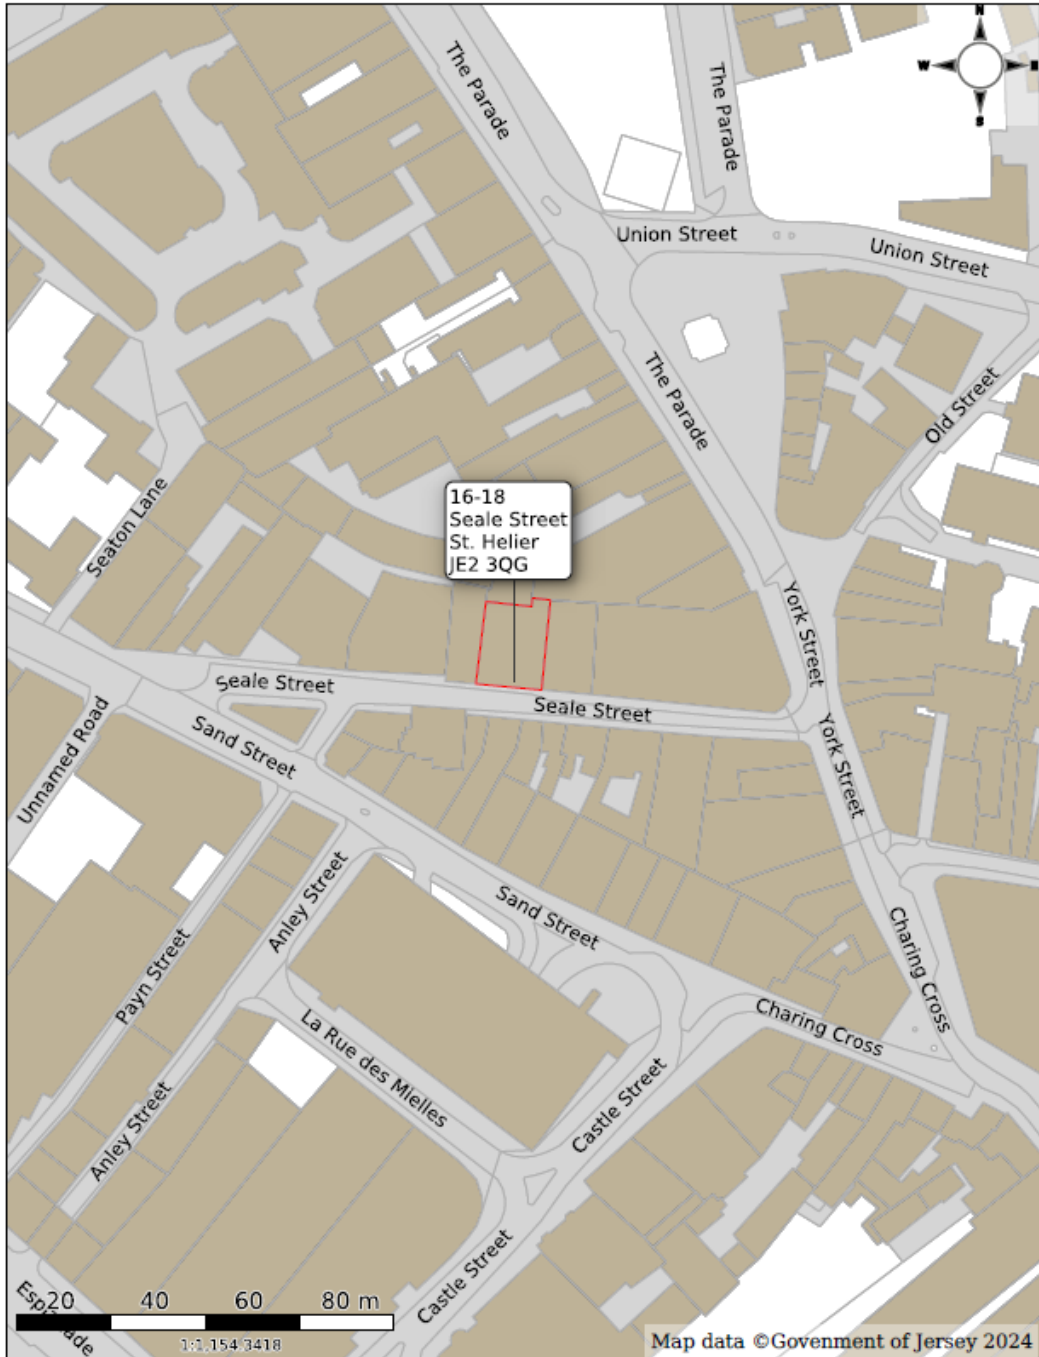 N
W
E
S
The Parade
The Parade
Union Street
Union Street
The Parade
Old Street
Seaton Lane
16-18
Seale Street
St. Helier
JE2 3QG
York Street
Seale Street
Seale Street
Sand Street
York Street
Unnamed Road
Anley Street
Sand Street
Payn Street
Charing Cross
La Rue des Mielles
Charing Cross
Castle Street
Anley Street
Castle Street
Esplanade
20 40 60 80 m
1:1,154.3418
Map data ©Govenment of Jersey 2024